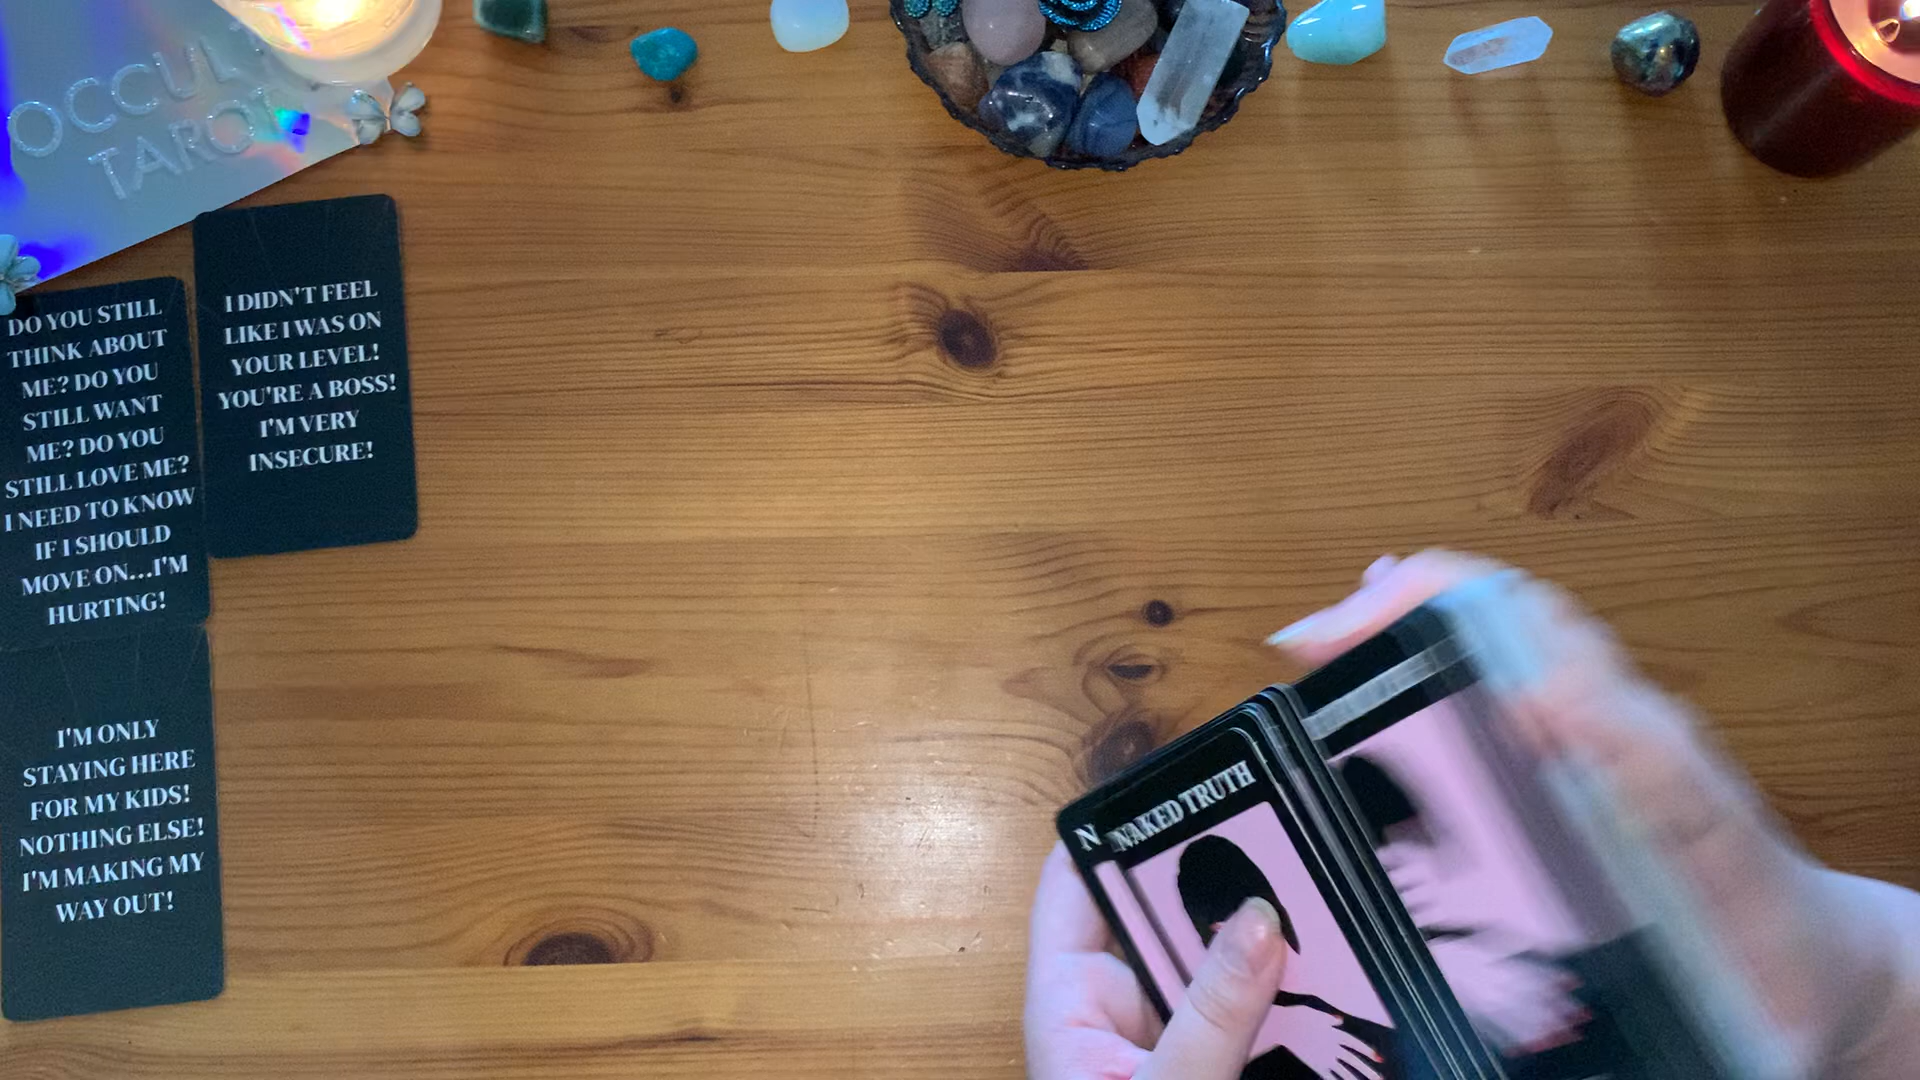 OCCULT
TAROT
I DIDN'T FEEL
LIKE I WAS ON
YOUR LEVEL!
YOU'RE A BOSS!
I'M VERY
INSECURE!
DO YOU STILL
THINK ABOUT
ME? DO YOU
STILL WANT
ME? DO YOU
STILL LOVE ME?
I NEED TO KNOW
IF I SHOULD
MOVE ON...I'M
HURTING!
I'M ONLY
STAYING HERE
FOR MY KIDS!
NOTHING ELSE!
I'M MAKING MY
WAY OUT!
N NAKED TRUTH